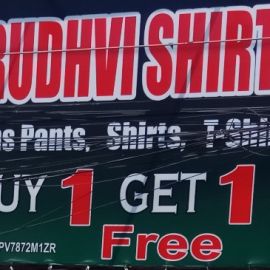 RUDHVI SHIRT
s Pants, Shirts, T-Shi
UY 1 GET 1
Free
PV7872M1ZR